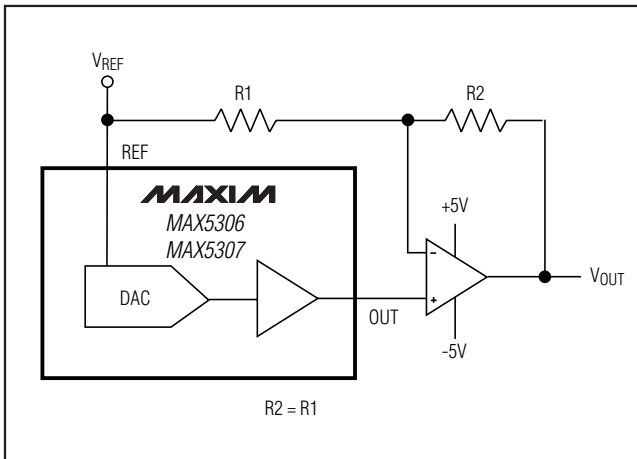 VREF
R1
R2
REF
MAXIM
MAX5306
MAX5307
+5V
DAC
-
+
VOUT
OUT
-5V
R2 = R1